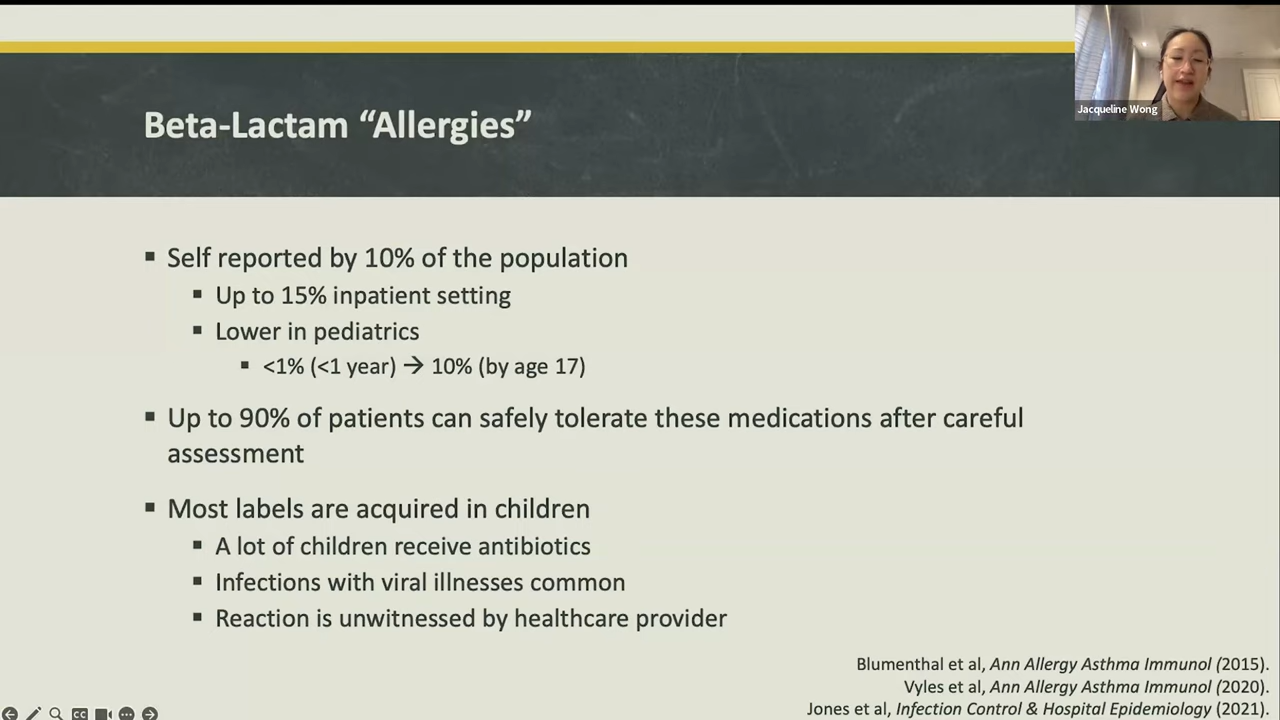 Jacqueline Wong
Beta-Lactam “Allergies”
Self reported by 10% of the population
Up to 15% inpatient setting
Lower in pediatrics
<1% (<1 year) → 10% (by age 17)
Up to 90% of patients can safely tolerate these medications after careful
assessment
Most labels are acquired in children
A lot of children receive antibiotics
Infections with viral illnesses common
Reaction is unwitnessed by healthcare provider
Blumenthal et al, Ann Allergy Asthma Immunol (2015).
Vyles et al, Ann Allergy Asthma Immunol (2020).
Jones et al, Infection Control & Hospital Epidemiology (2021).
CC